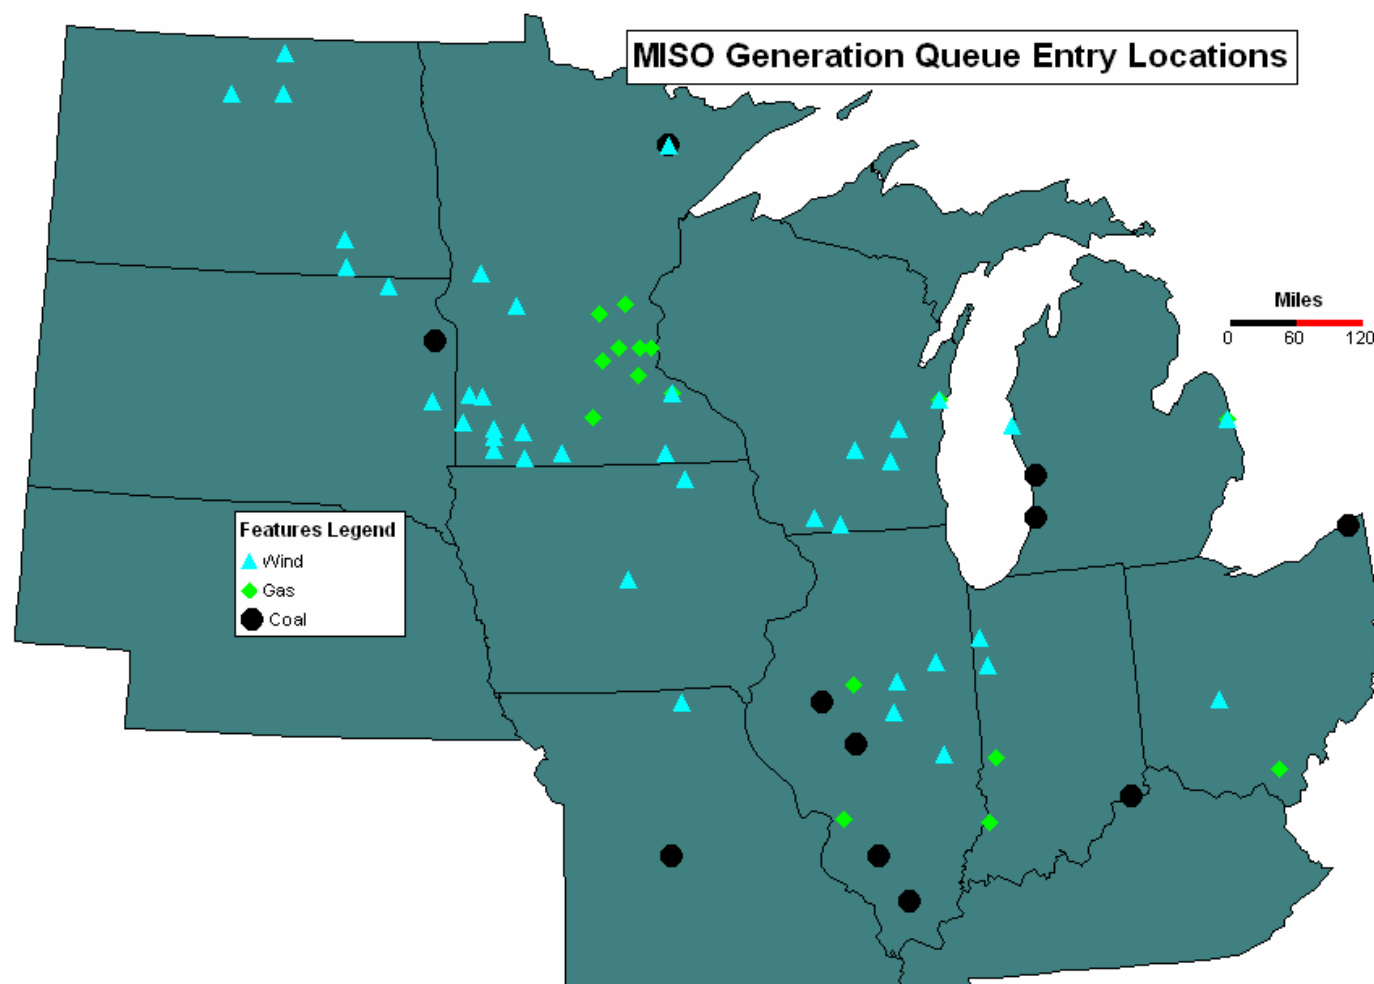 MISO Generation Queue Entry Locations
Miles
0 60 120
Features Legend
Wind
Gas
Coal